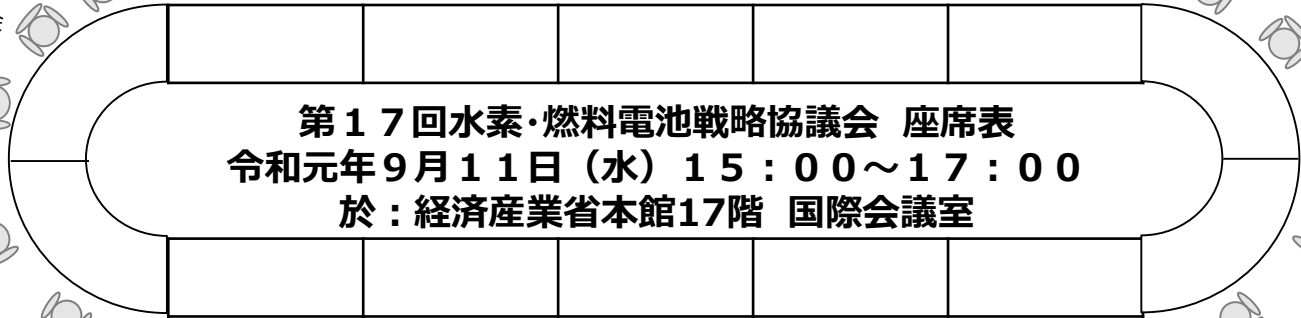 第１７回水素･燃料電池戦略協議会 座席表
令和元年９月１１日（水）１５：００～１７：００
於：経済産業省本館17階 国際会議室